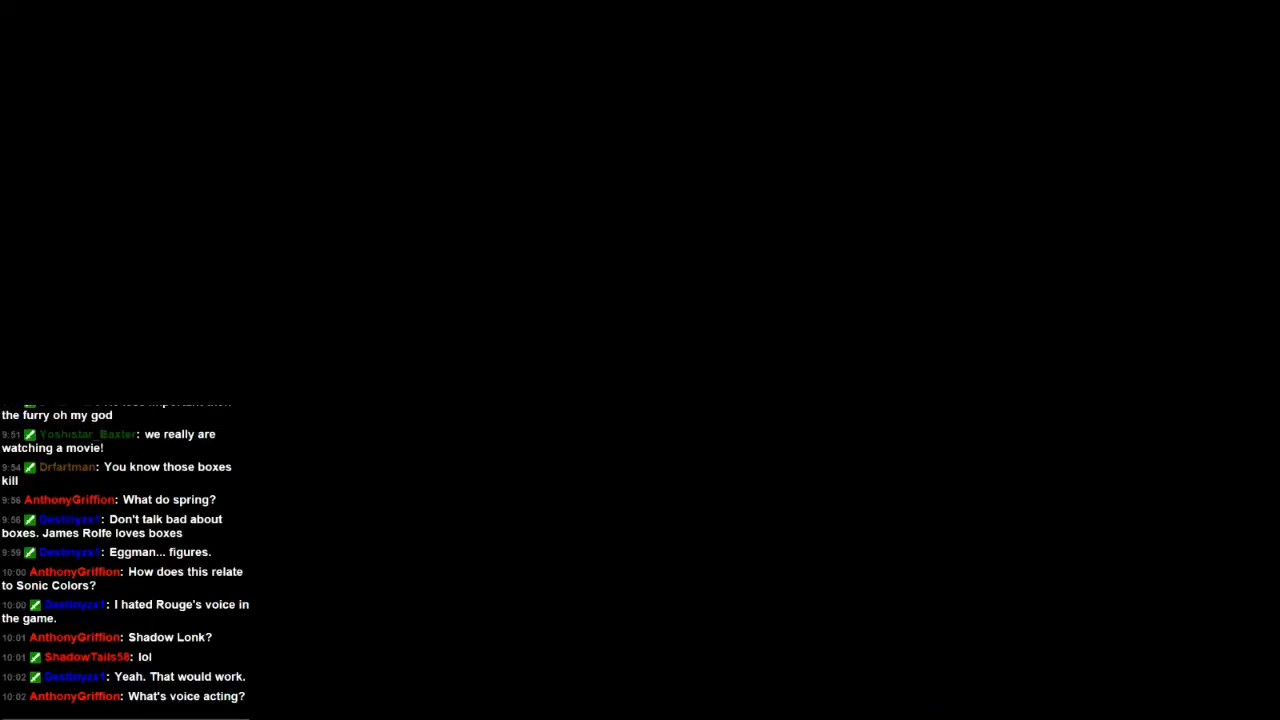 the furry oh my god
9:51 Yoshistar_Baxter: we really are
watching a movie!
9:54 Drfartman: You know those boxes
kill
9:56 AnthonyGriffion: What do spring?
9:56 Destinyzx1: Don't talk bad about
boxes. James Rolfe loves boxes
9:59 Destinyzx1: Eggman... figures.
10:00 AnthonyGriffion: How does this relate
to Sonic Colors?
10:00 Destinyzx1: I hated Rouge's voice in
the game.
10:01 AnthonyGriffion: Shadow Lonk?
10:01 ShadowTails58: lol
10:02 Destinyzx1: Yeah. That would work.
10:02 AnthonyGriffion: What's voice acting?